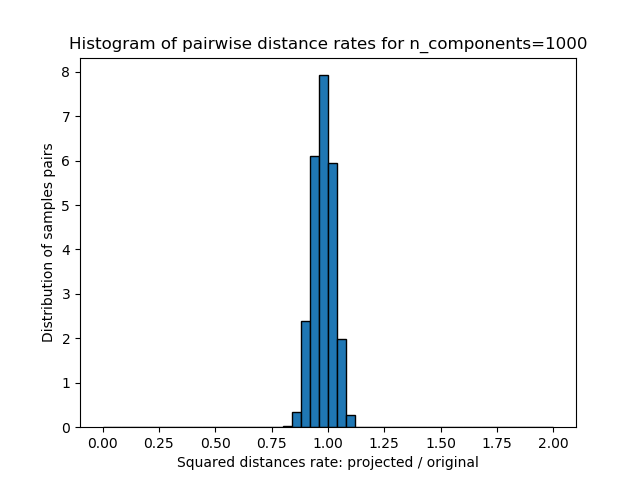 Histogram of pairwise distance rates for n_components=1000
Distribution of samples pairs
8
7
6
5
4
3
2
1
0
0.00 0.25 0.50 0.75 1.00 1.25 1.50 1.75 2.00
Squared distances rate: projected / original